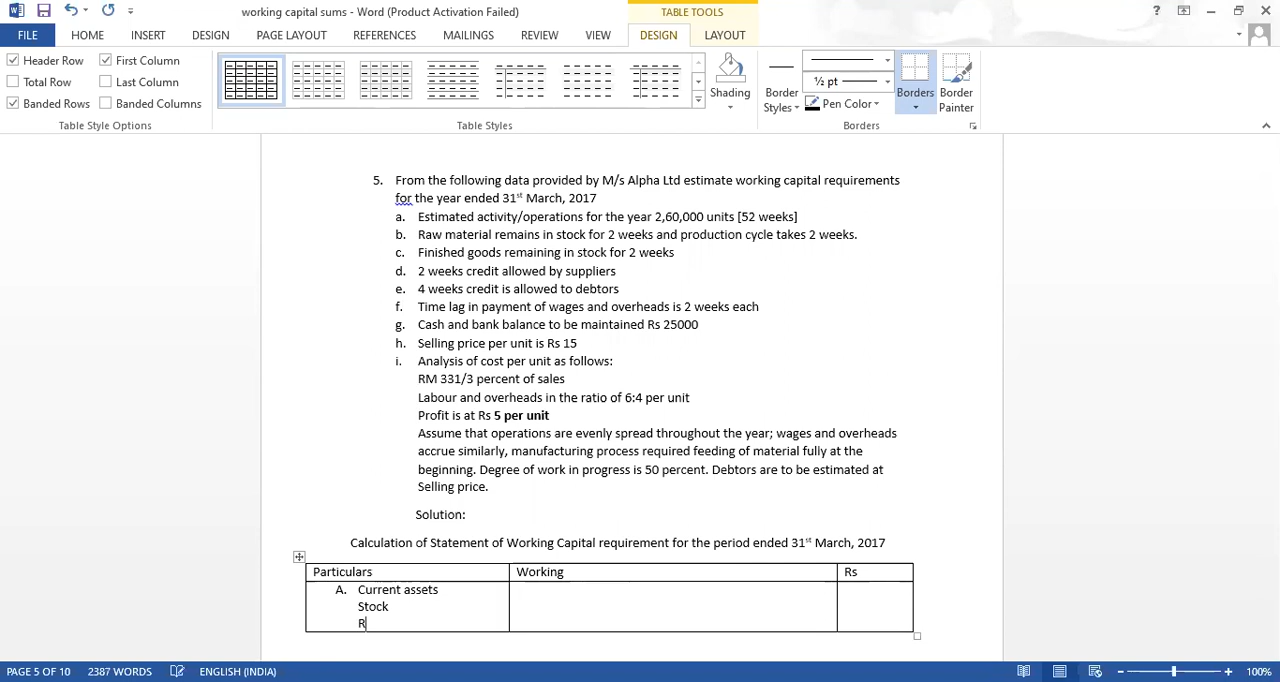 working capital sums - Word (Product Activation Failed)
TABLE TOOLS
?
FILE HOME INSERT DESIGN PAGE LAYOUT REFERENCES MAILINGS REVIEW VIEW DESIGN LAYOUT
Header Row First Column
Total Row Last Column
Banded Rows Banded Columns
Table Style Options
Table Styles
Shading
Border Styles
½ pt
Pen Color
Borders
Border Painter
Borders
5. From the following data provided by M/s Alpha Ltd estimate working capital requirements
for the year ended 31st March, 2017
a. Estimated activity/operations for the year 2,60,000 units [52 weeks]
b. Raw material remains in stock for 2 weeks and production cycle takes 2 weeks.
c. Finished goods remaining in stock for 2 weeks
d. 2 weeks credit allowed by suppliers
e. 4 weeks credit is allowed to debtors
f. Time lag in payment of wages and overheads is 2 weeks each
g. Cash and bank balance to be maintained Rs 25000
h. Selling price per unit is Rs 15
i. Analysis of cost per unit as follows:
RM 331/3 percent of sales
Labour and overheads in the ratio of 6:4 per unit
Profit is at Rs 5 per unit
Assume that operations are evenly spread throughout the year; wages and overheads
accrue similarly, manufacturing process required feeding of material fully at the
beginning. Degree of work in progress is 50 percent. Debtors are to be estimated at
Selling price.
Solution:
Calculation of Statement of Working Capital requirement for the period ended 31st March, 2017
Particulars Working Rs
A. Current assets
Stock
R
PAGE 5 OF 10 2387 WORDS ENGLISH (INDIA) 100%